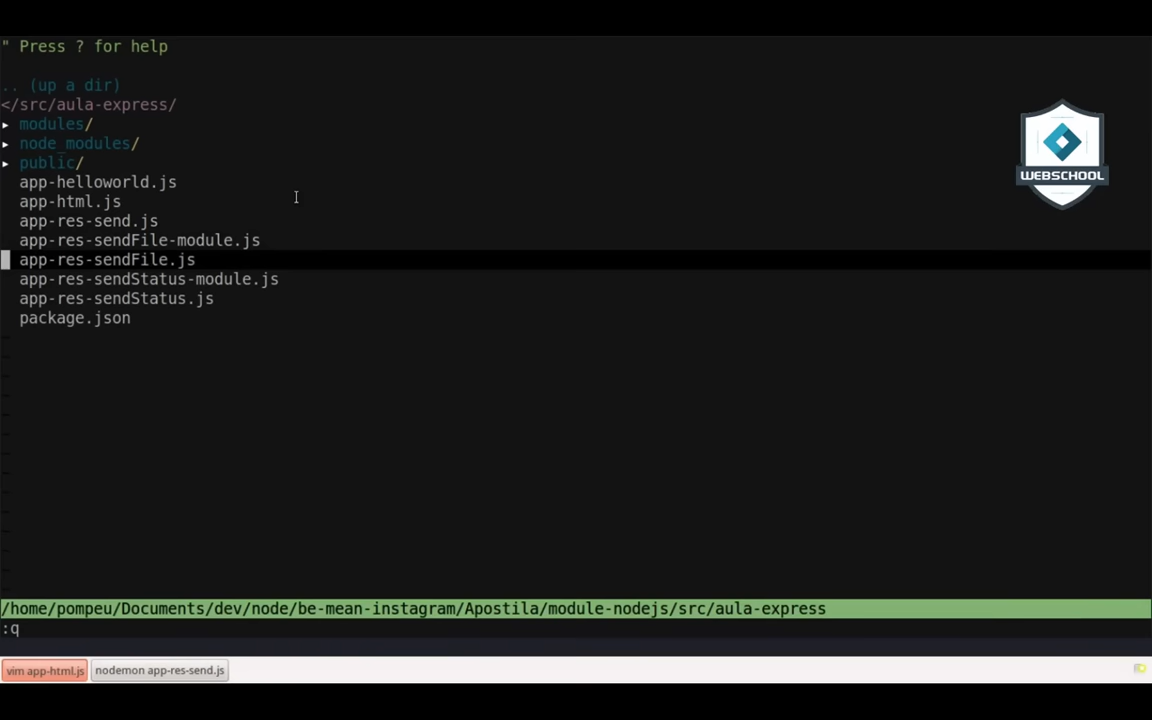 " Press ? for help
.. (up a dir)
</src/aula-express/
▸ modules/
▸ node_modules/
▸ public/
app-helloworld.js
app-html.js
app-res-send.js
app-res-sendFile-module.js
app-res-sendFile.js
app-res-sendStatus-module.js
app-res-sendStatus.js
package.json
WEBSCHOOL
/home/pompeu/Documents/dev/node/be-mean-instagram/Apostila/module-nodejs/src/aula-express
:q
vim app-html.js
nodemon app-res-send.js